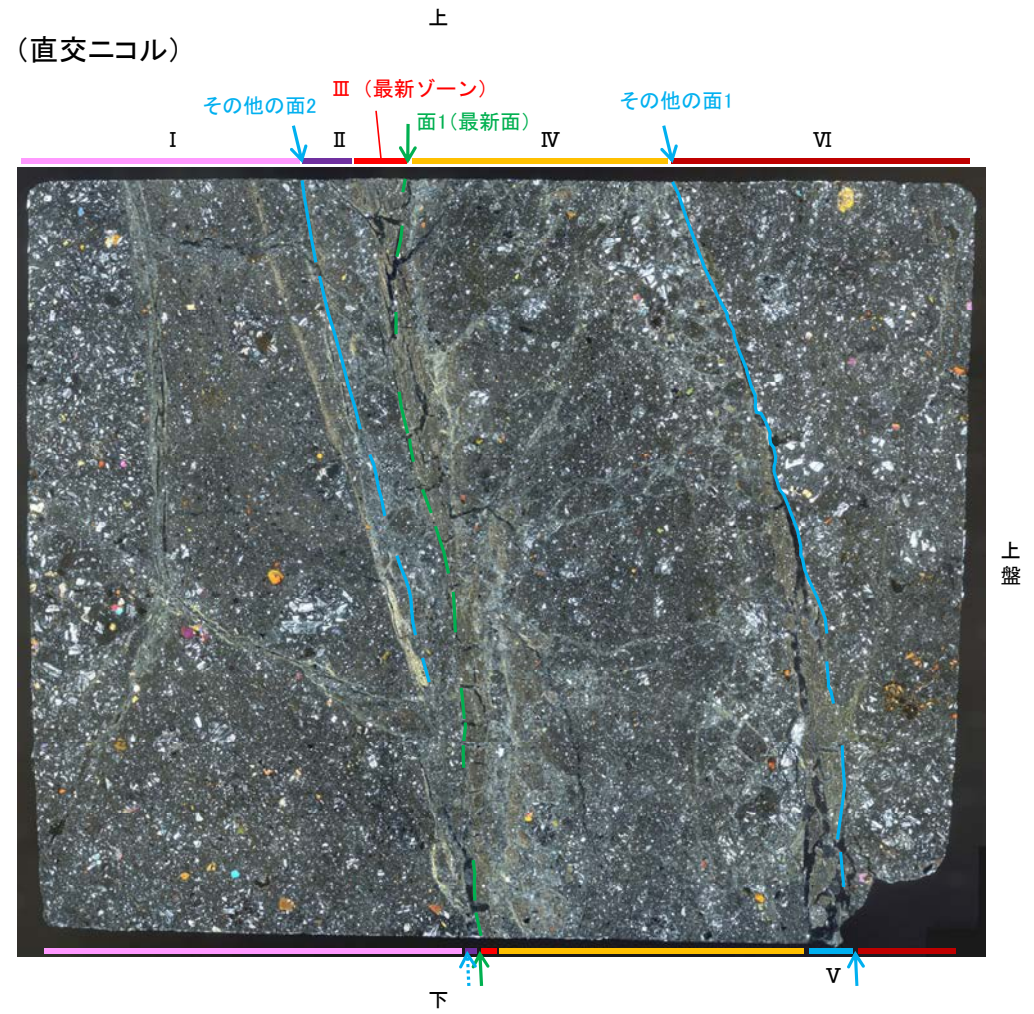 上
（直交ニコル）
Ⅲ（最新ゾーン）
その他の面2
その他の面1
面1（最新面）
Ⅰ
Ⅱ
Ⅳ
Ⅵ
上盤
Ⅴ
下